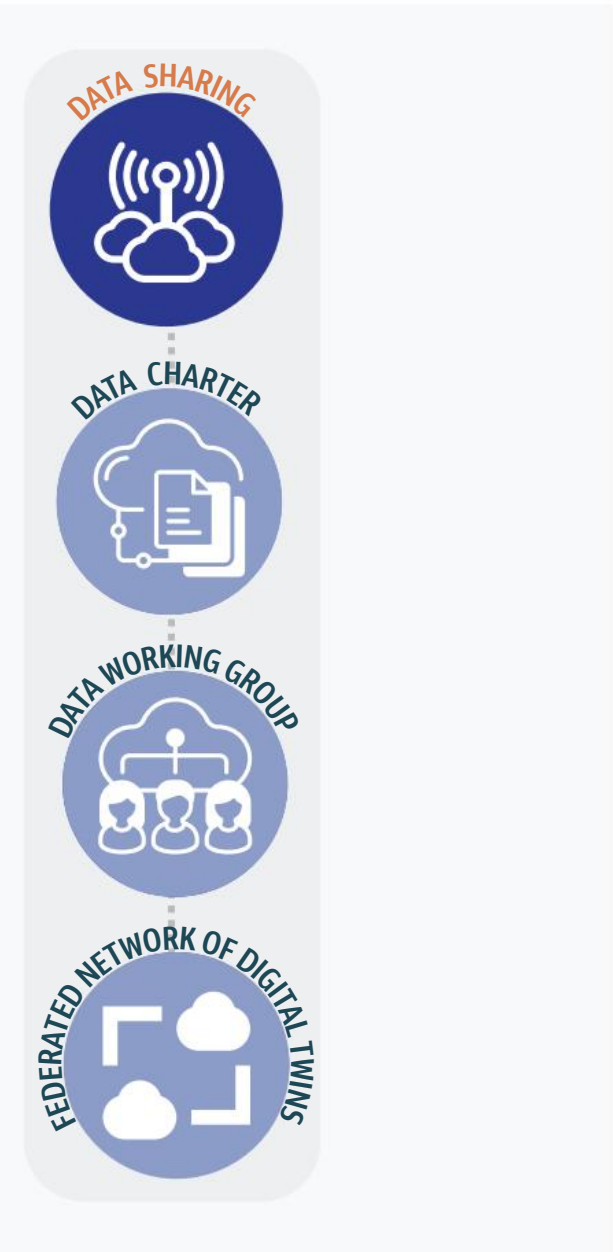 DATA SHARING
DATA CHARTER
DATA WORKING GROUP
FEDERATED NETWORK OF DIGITAL TWINS